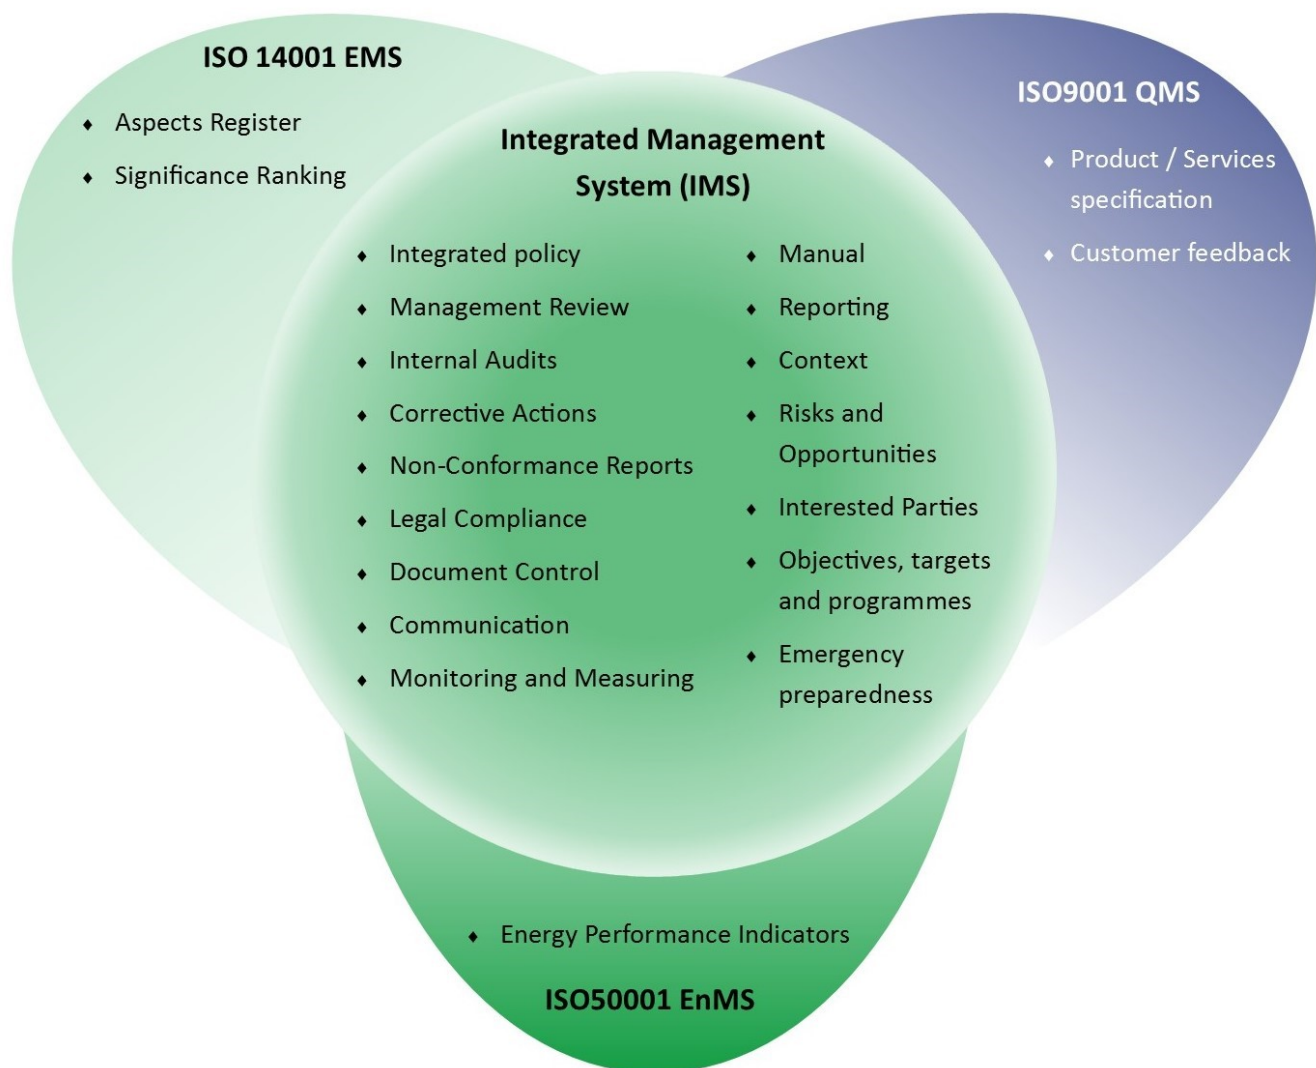 ISO 14001 EMS
♦ Aspects Register
♦ Significance Ranking
Integrated Management
System (IMS)
♦ Integrated policy
♦ Management Review
♦ Internal Audits
♦ Corrective Actions
♦ Non-Conformance Reports
♦ Legal Compliance
♦ Document Control
♦ Communication
♦ Monitoring and Measuring
♦ Manual
♦ Reporting
♦ Context
♦ Risks and
Opportunities
♦ Interested Parties
♦ Objectives, targets
and programmes
♦ Emergency
preparedness
ISO9001 QMS
♦ Product / Services
specification
♦ Customer feedback
♦ Energy Performance Indicators
ISO50001 EnMS